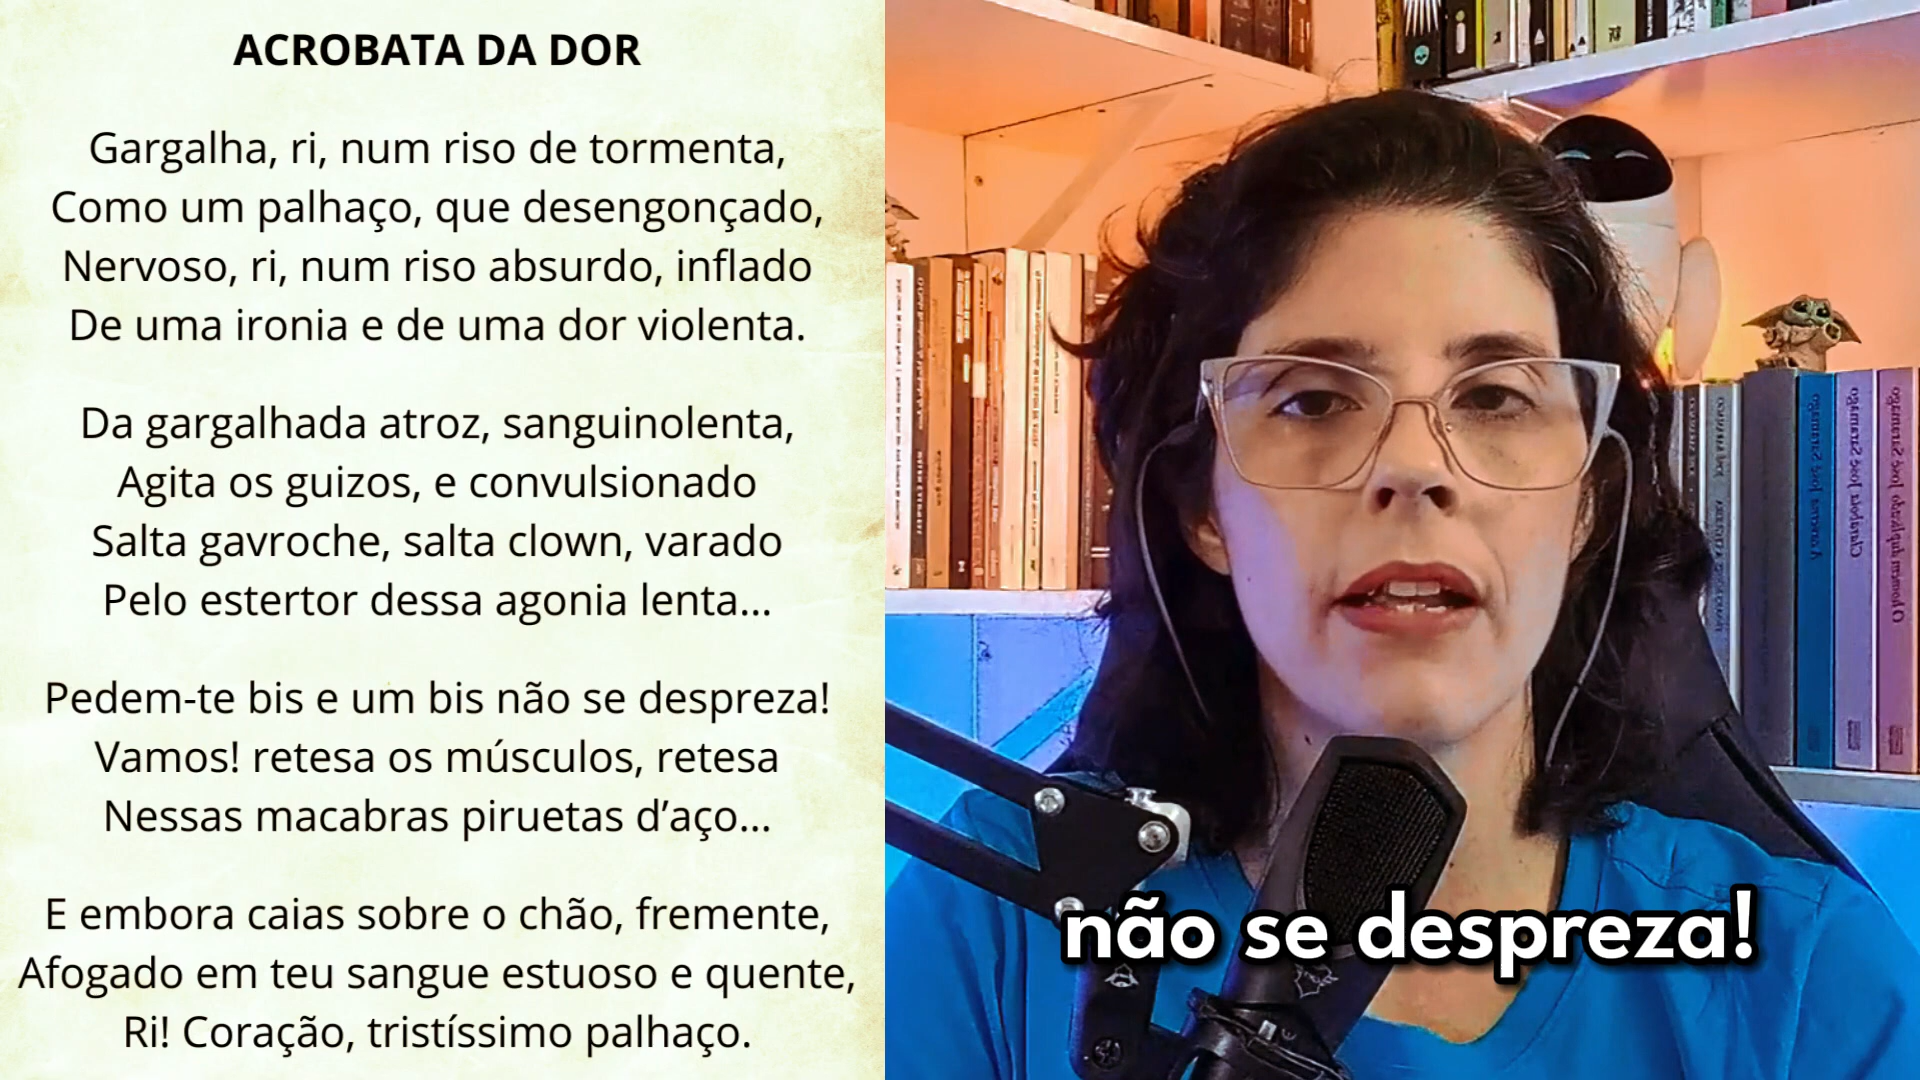 ACROBATA DA DOR
Gargalha, ri, num riso de tormenta,
Como um palhaço, que desengonçado,
Nervoso, ri, num riso absurdo, inflado
De uma ironia e de uma dor violenta.
Da gargalhada atroz, sanguinolenta,
Agita os guizos, e convulsionado
Salta gavroche, salta clown, varado
Pelo estertor dessa agonia lenta...
Pedem-te bis e um bis não se despreza!
Vamos! retesa os músculos, retesa
Nessas macabras piruetas d’aço...
E embora caias sobre o chão, fremente,
Afogado em teu sangue estuoso e quente,
Ri! Coração, tristíssimo palhaço.
não se despreza!